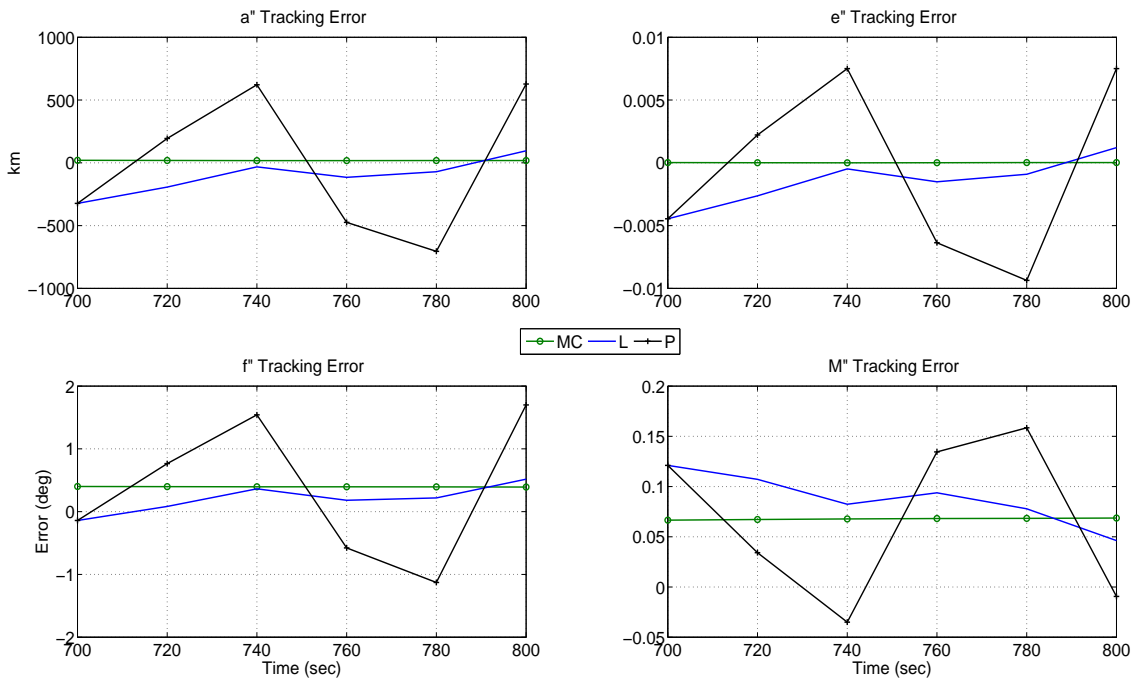 a" Tracking Error
e" Tracking Error
1000
500
0
−500
−1000
km
700 720 740 760 780 800
0.01
0.005
0
−0.005
−0.01
700 720 740 760 780 800
MC L P
f" Tracking Error
M" Tracking Error
2
1
0
−1
−2
Error (deg)
700 720 740 760 780 800
Time (sec)
0.2
0.15
0.1
0.05
0
−0.05
700 720 740 760 780 800
Time (sec)